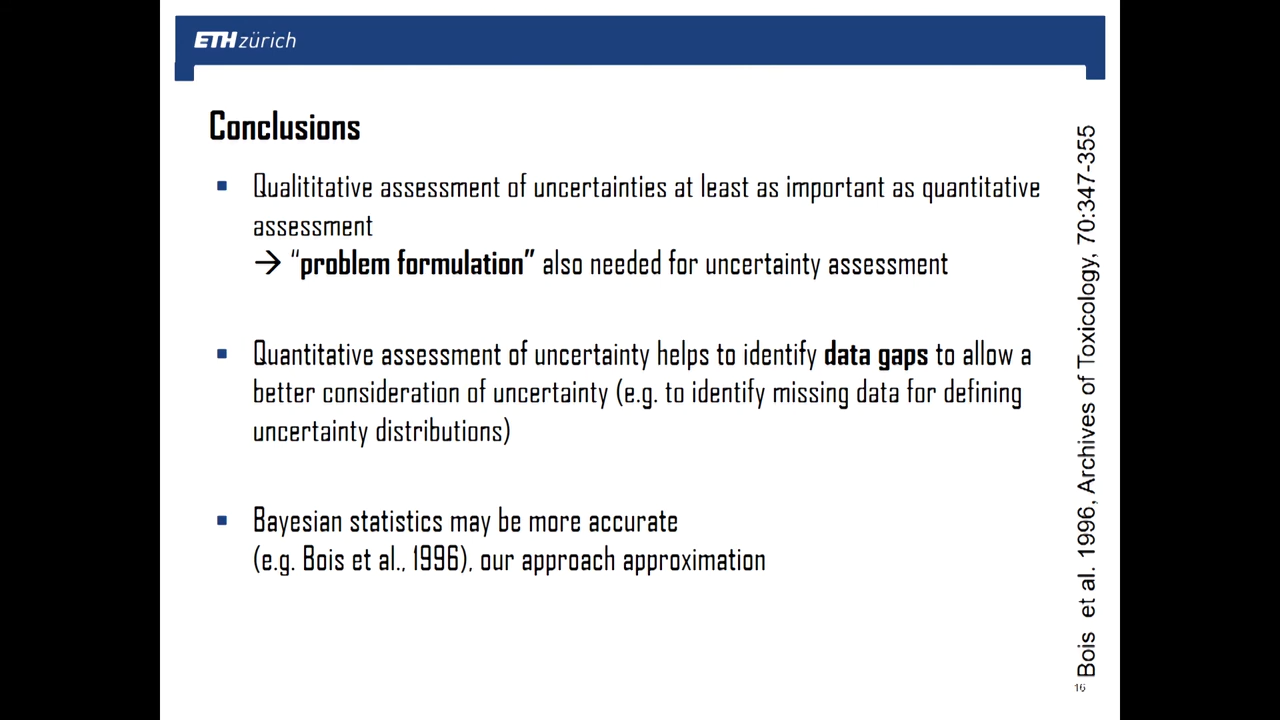 ETH zürich
Conclusions
▪ Qualititative assessment of uncertainties at least as important as quantitative
assessment
→ “problem formulation” also needed for uncertainty assessment
▪ Quantitative assessment of uncertainty helps to identify data gaps to allow a
better consideration of uncertainty (e.g. to identify missing data for defining
uncertainty distributions)
▪ Bayesian statistics may be more accurate
(e.g. Bois et al., 1996), our approach approximation
Bois et al. 1996, Archives of Toxicology, 70:347-355
16